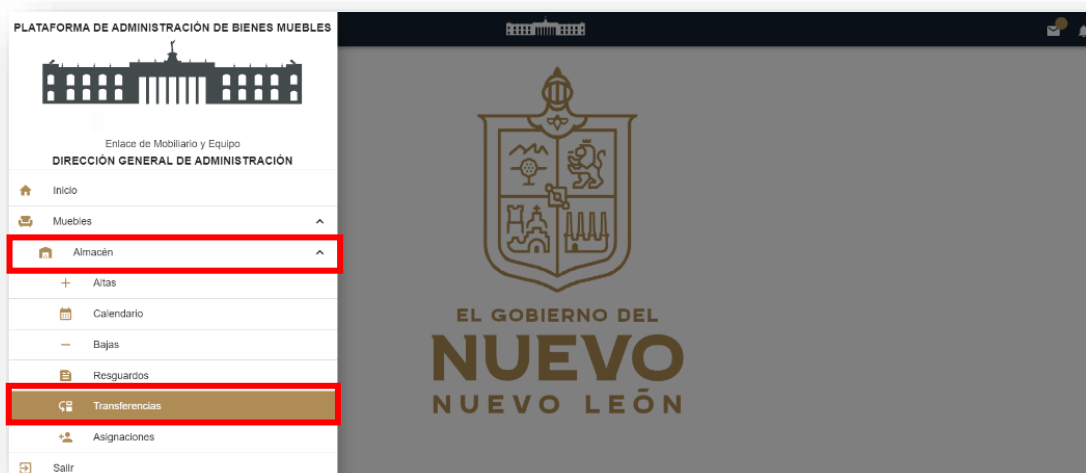 PLATAFORMA DE ADMINISTRACIÓN DE BIENES MUEBLES
Enlace de Mobiliario y Equipo
DIRECCIÓN GENERAL DE ADMINISTRACIÓN
Inicio
Muebles
Almacén
Altas
Calendario
Bajas
Resguardos
Transferencias
Asignaciones
Salir
EL GOBIERNO DEL
NUEVO
NUEVO LEÓN